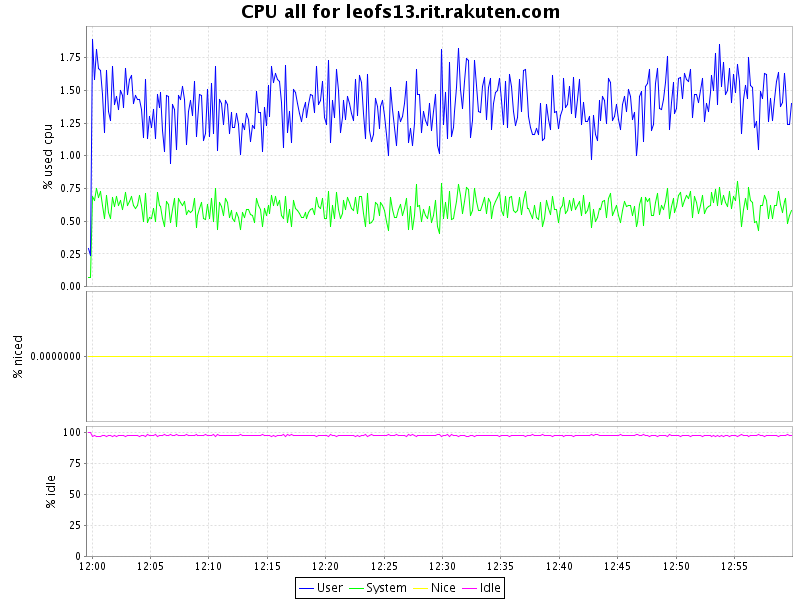 CPU all for leofs13.rit.rakuten.com
% used cpu
1.75
1.50
1.25
1.00
0.75
0.50
0.25
0.00
% niced
0.0000000
% idle
100
75
50
25
0
12:00 12:05 12:10 12:15 12:20 12:25 12:30 12:35 12:40 12:45 12:50 12:55
User System Nice Idle